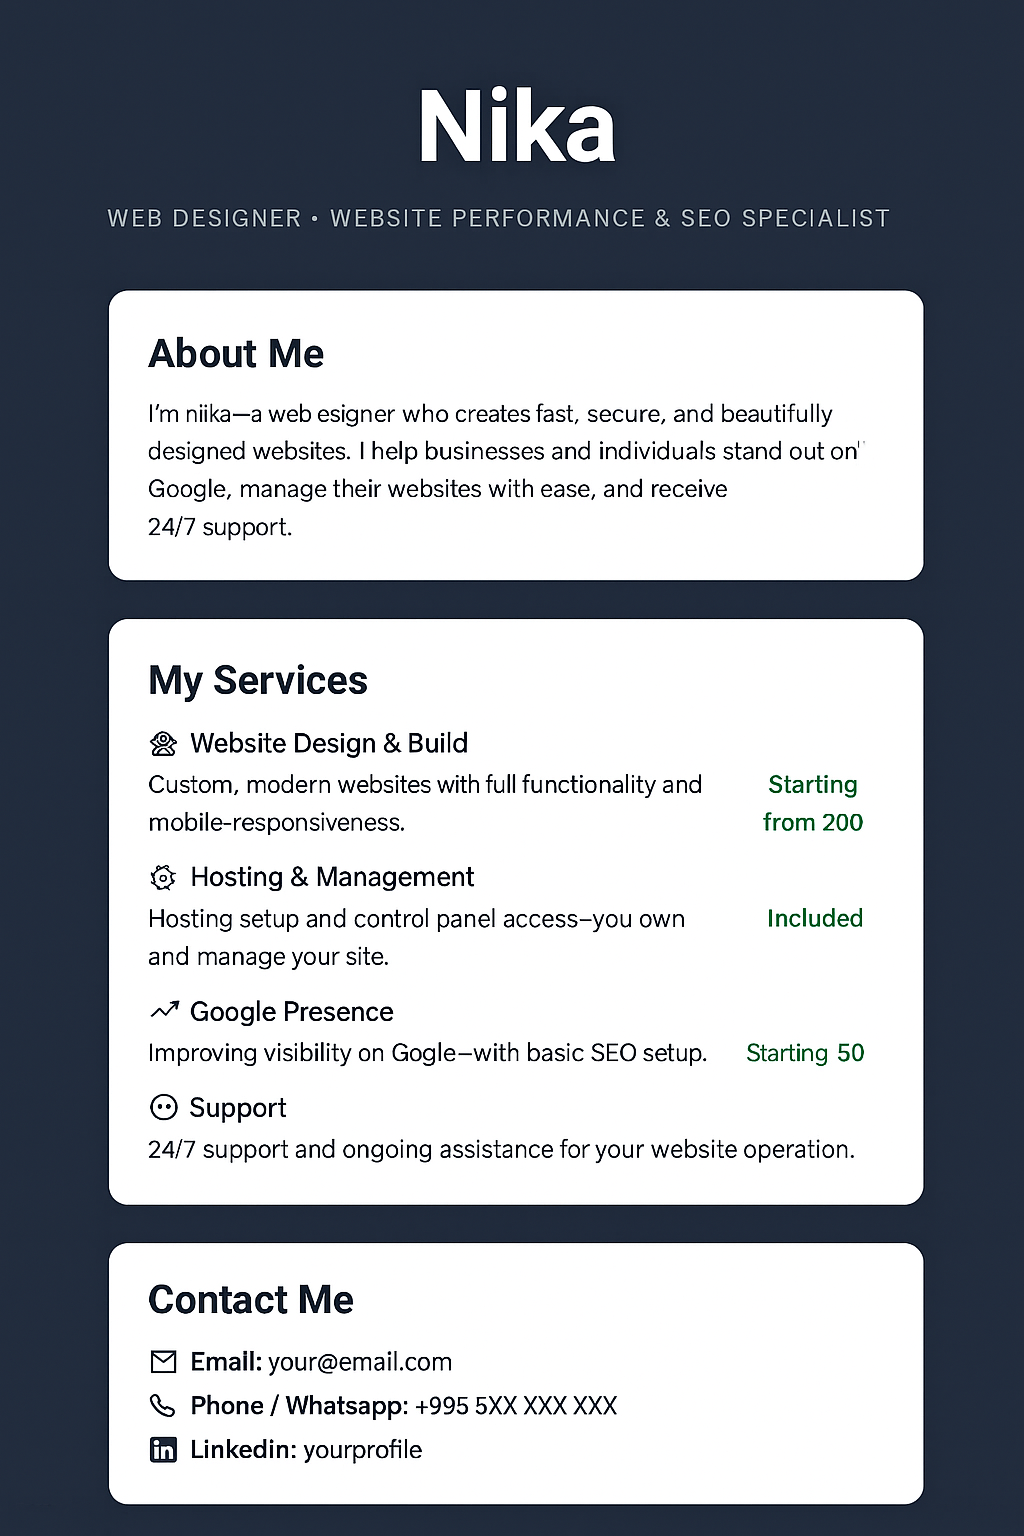 Nika
WEB DESIGNER • WEBSITE PERFORMANCE & SEO SPECIALIST
About Me
I'm niika—a web esigner who creates fast, secure, and beautifully
designed websites. I help businesses and individuals stand out on'
Google, manage their websites with ease, and receive
24/7 support.
My Services
Website Design & Build
Custom, modern websites with full functionality and
mobile-responsiveness.
Starting
from 200
Hosting & Management
Hosting setup and control panel access–you own
and manage your site.
Included
Google Presence
Improving visibility on Gogle–with basic SEO setup.
Starting 50
Support
24/7 support and ongoing assistance for your website operation.
Contact Me
Email: your@email.com
Phone / Whatsapp: +995 5XX XXX XXX
Linkedin: yourprofile